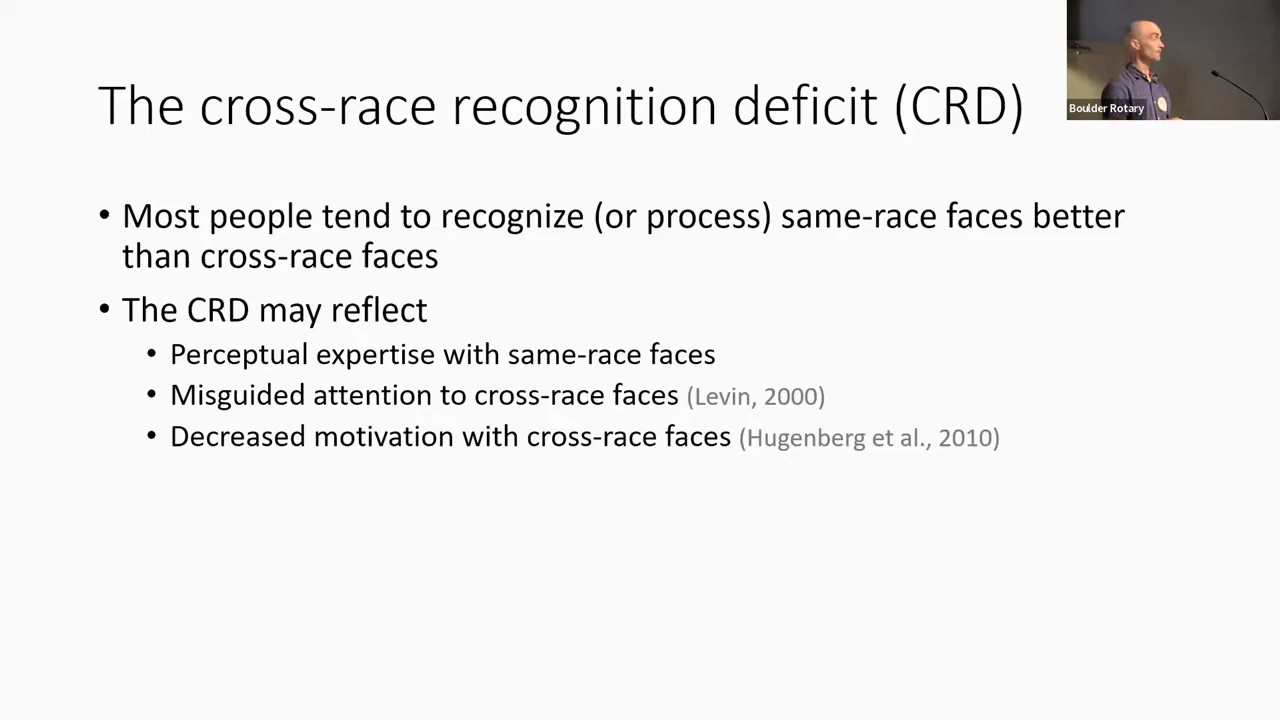 The cross-race recognition deficit (CRD)
Boulder Rotary
• Most people tend to recognize (or process) same-race faces better
than cross-race faces
• The CRD may reflect
• Perceptual expertise with same-race faces
• Misguided attention to cross-race faces (Levin, 2000)
• Decreased motivation with cross-race faces (Hugenberg et al., 2010)